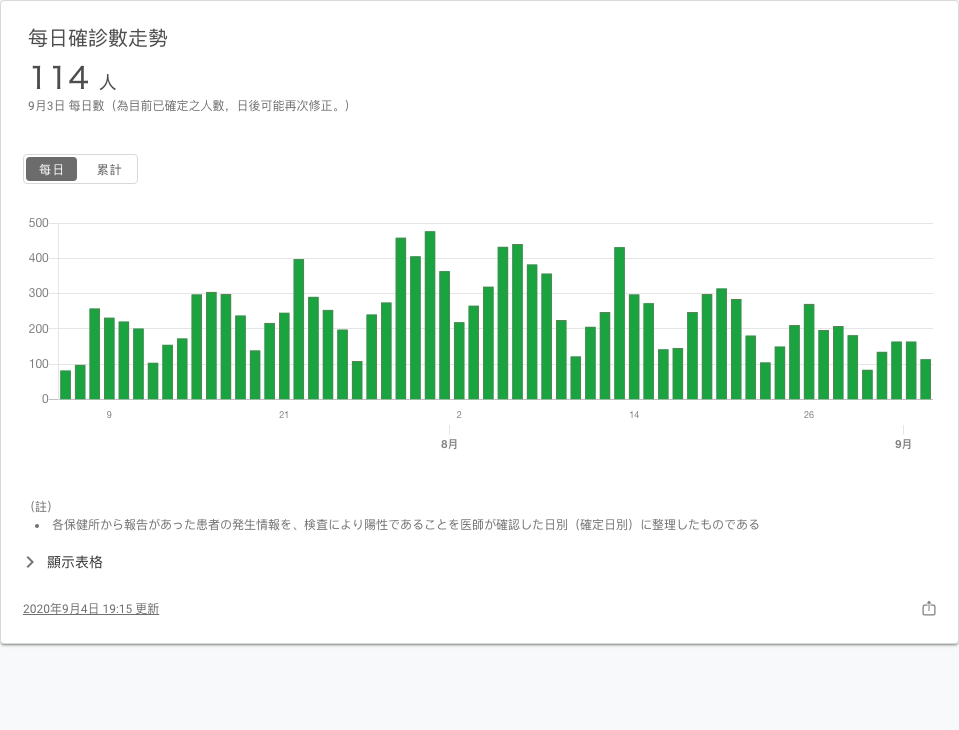 每日確診數走勢
114 人
9月3日 每日數（為目前已確定之人數，日後可能再次修正。）
每日 累計
500
400
300
200
100
0
9 21 2 14 26
8月 9月
（註）
• 各保健所から報告があった患者の発生情報を、検査により陽性であることを医師が確認した日別（確定日別）に整理したものである
顯示表格
2020年9月4日 19:15 更新